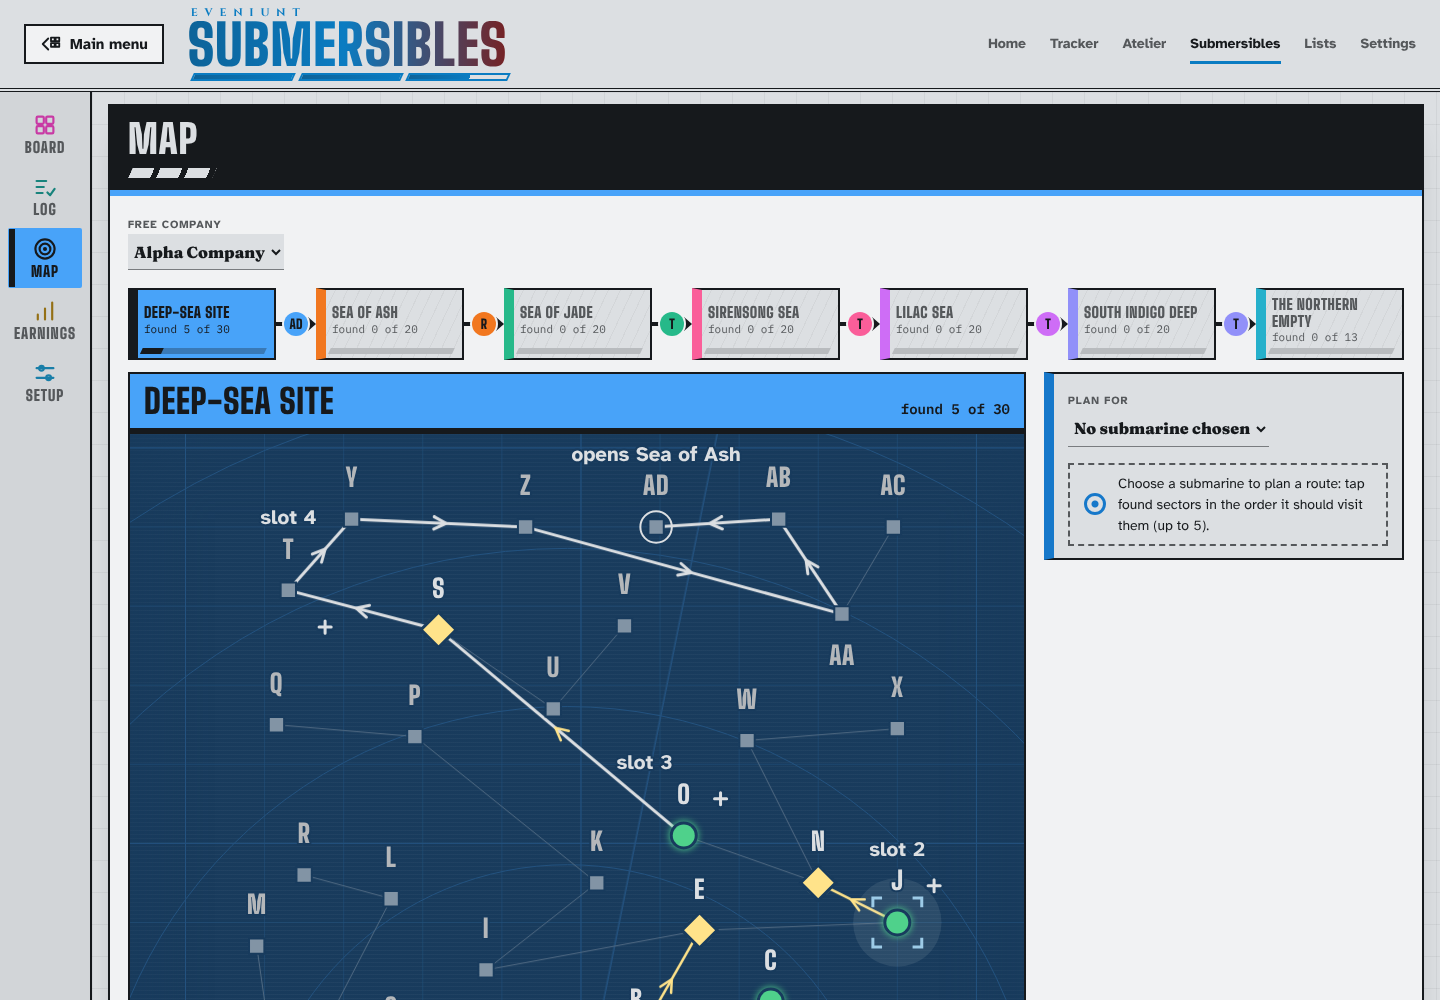 EVENIUNT
SUBMERSIBLES
Main menu
Home
Tracker
Atelier
Submersibles
Lists
Settings
BOARD
LOG
MAP
EARNINGS
SETUP
MAP
FREE COMPANY
Alpha Company
DEEP-SEA SITE
found 5 of 30
AD
SEA OF ASH
found 0 of 20
R
SEA OF JADE
found 0 of 20
T
SIRENSONG SEA
found 0 of 20
T
LILAC SEA
found 0 of 20
T
SOUTH INDIGO DEEP
found 0 of 20
T
THE NORTHERN
EMPTY
found 0 of 13
DEEP-SEA SITE
found 5 of 30
opens Sea of Ash
Y
Z
AD
AB
AC
slot 4
T
S
V
AA
U
Q
P
W
X
slot 3
O
+
+
R
L
K
N
slot 2
J
+
M
E
I
C
B
PLAN FOR
No submarine chosen
Choose a submarine to plan a route: tap
found sectors in the order it should visit
them (up to 5).